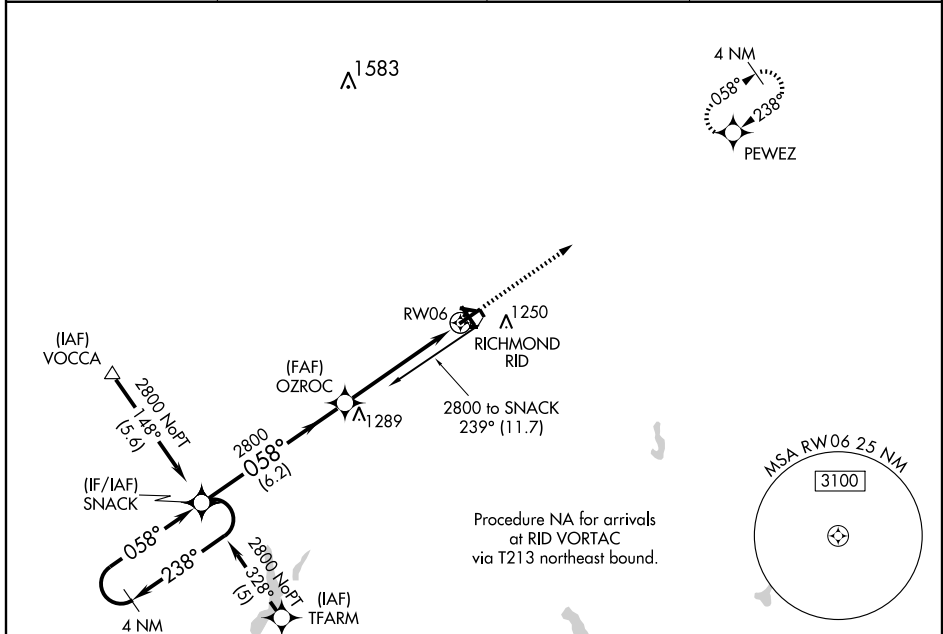 1583
4 NM
058°
238°
PEWEZ
RW06
1250
RICHMOND
RID
(IAF)
VOCCA
(FAF)
OZROC
2800 NoPT
148°
(5.6)
1289
2800 to SNACK
239° (11.7)
2800
058°
(6.2)
(IF/IAF)
SNACK
MSA RW06 25 NM
3100
058°
238°
2800 NoPT
328°
(5)
Procedure NA for arrivals
at RID VORTAC
via T213 northeast bound.
(IAF)
TFARM
4 NM